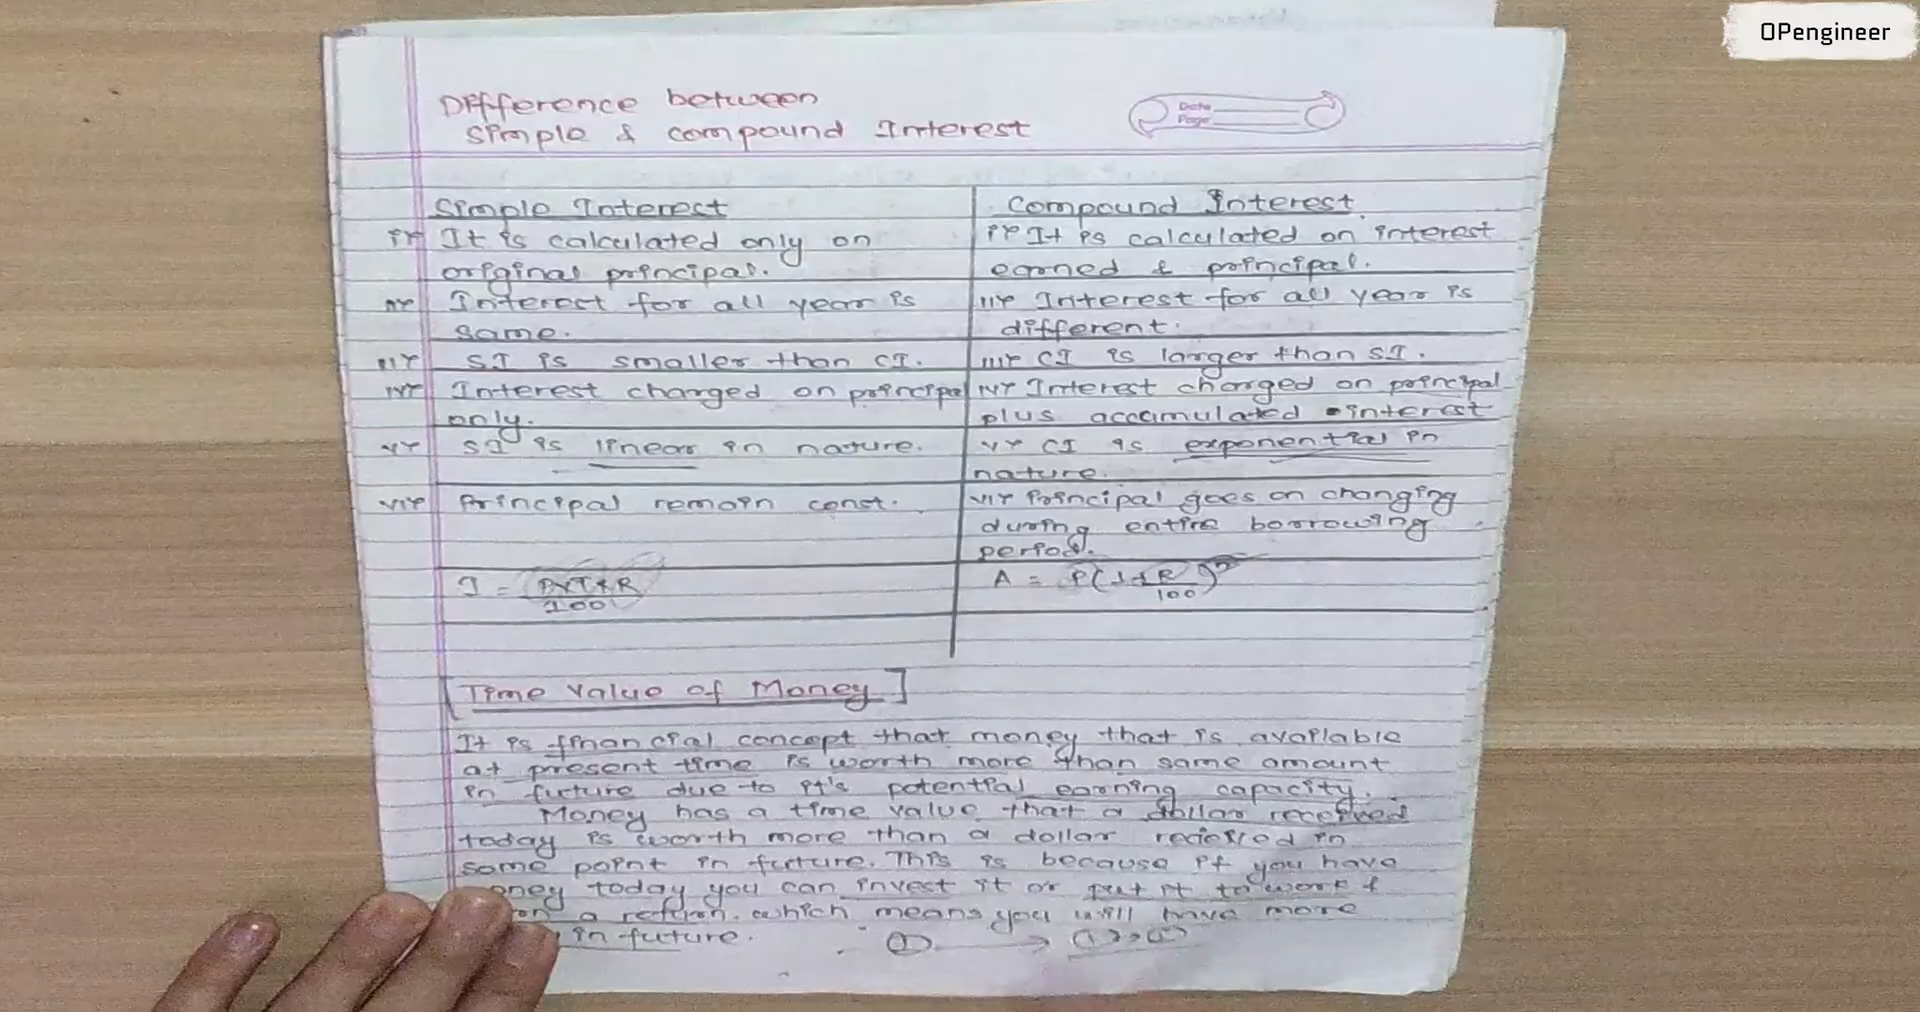 OPengineer
Difference between
simple & compound Interest
Date
Page
Simple Interest
i) It is calculated only on
original principal.
ii) Interest for all year is
same.
iii) S.I is smaller than CI.
iv) Interest charged on principal
only.
v) SI is linear in nature.
vi) Principal remain const.
I = PxTxR
100
Compound Interest
i) It is calculated on interest
earned & principal.
ii) Interest for all year is
different.
iii) CI is larger than S.I.
iv) Interest charged on principal
plus accamulated interest
v) CI is exponential in
nature.
vi) Principal goes on changing
during entire borrowing
period.
A = P(1+R
100
[Time Value of Money]
It is financial concept that money that is available
at present time is worth more than same amount
in future due to it's potential earning capacity.
Money has a time value that a dollar received
today is worth more than a dollar in
some point in future. This is because if you have
today you can invest it or put it to work &
a return. which means you will have more
in future.